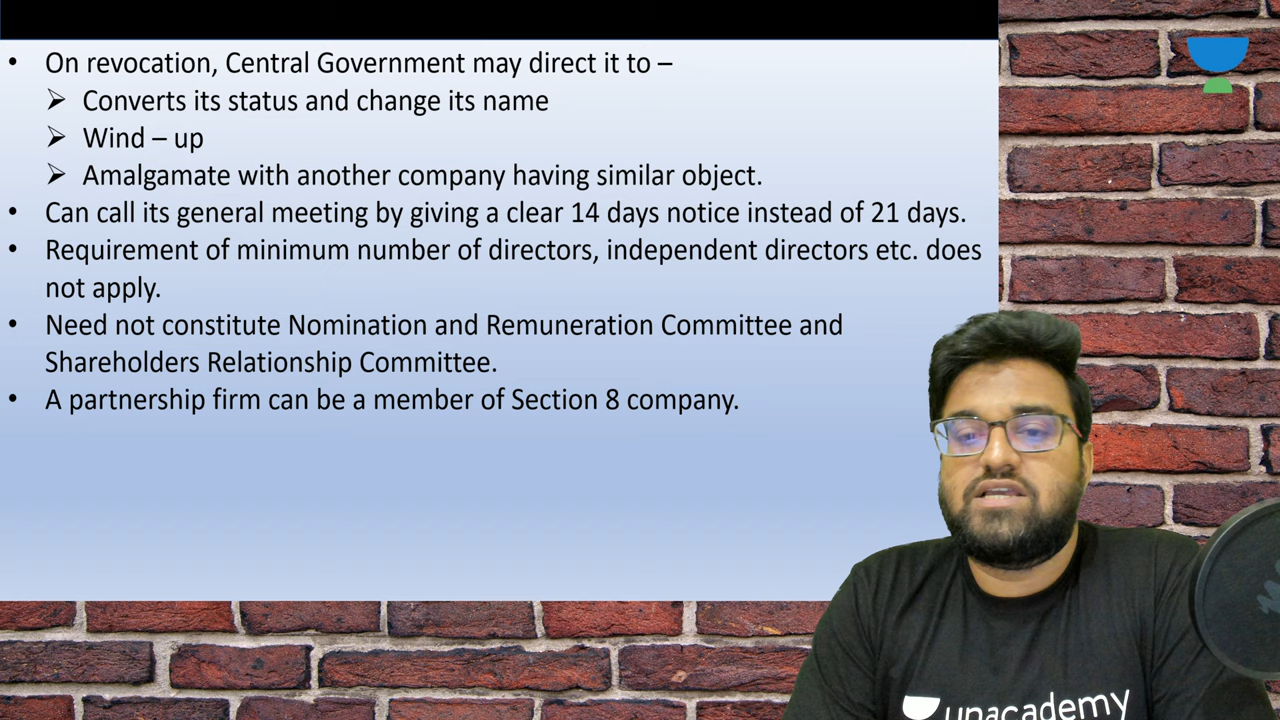 • On revocation, Central Government may direct it to –
➢ Converts its status and change its name
➢ Wind – up
➢ Amalgamate with another company having similar object.
• Can call its general meeting by giving a clear 14 days notice instead of 21 days.
• Requirement of minimum number of directors, independent directors etc. does
not apply.
• Need not constitute Nomination and Remuneration Committee and
Shareholders Relationship Committee.
• A partnership firm can be a member of Section 8 company.
unacademy